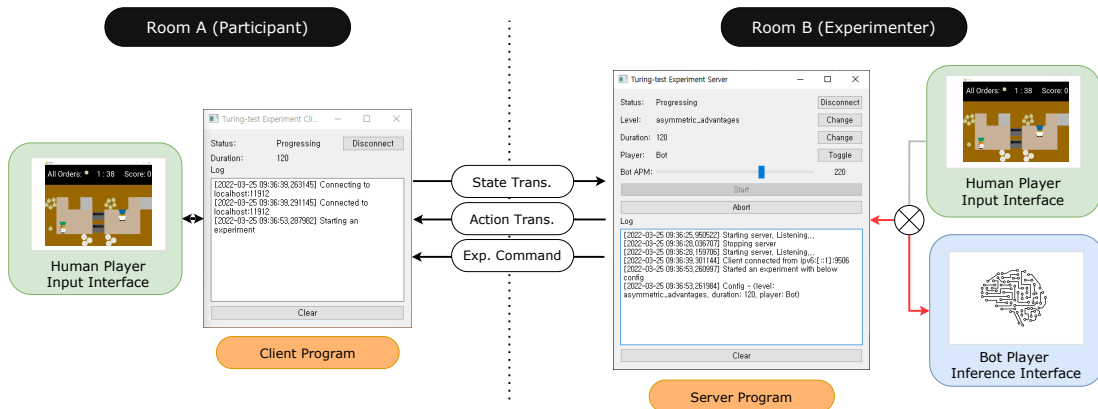 Room A (Participant)
Room B (Experimenter)
All Orders: 1 : 38 Score: 0
Human Player
Input Interface
Turing-test Experiment Cli...
Status: Progressing Disconnect
Duration: 120
Log
[2022-03-25 09:36:39,263145] Connecting to
localhost:11912
[2022-03-25 09:36:39,291145] Connected to
localhost:11912
[2022-03-25 09:36:53,287982] Starting an
experiment
Clear
Client Program
State Trans.
Action Trans.
Exp. Command
Turing-test Experiment Server
Status: Progressing Disconnect
Level: asymmetric_advantages Change
Duration: 120 Change
Player: Bot Toggle
Bot APM: 220
Start
Abort
Log
[2022-03-25 09:36:25,950522] Starting server, Listening...
[2022-03-25 09:36:28,036707] Stopping server
[2022-03-25 09:36:28,159706] Starting server, Listening...
[2022-03-25 09:36:39,301144] Client connected from ipv6:[::1]:9506
[2022-03-25 09:36:53,260997] Started an experiment with below
config
[2022-03-25 09:36:53,261984] Config - (level:
asymmetric_advantages, duration: 120, player: Bot)
Clear
Server Program
All Orders: 1 : 38 Score: 0
Human Player
Input Interface
Bot Player
Inference Interface